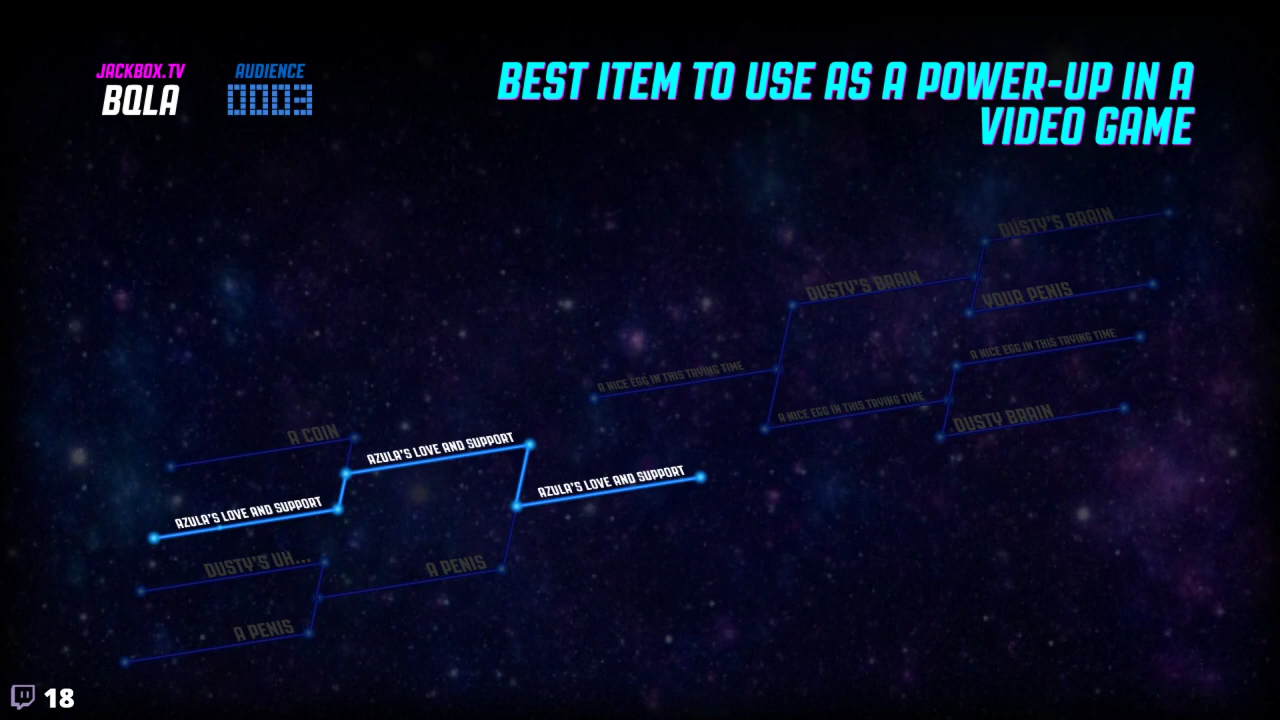 JACKBOX.TV
BQLA
AUDIENCE
0003
BEST ITEM TO USE AS A POWER-UP IN A
VIDEO GAME
DUSTY'S BRAIN
DUSTY'S BRAIN
YOUR PENIS
A NICE EGG IN THIS TRYING TIME
A NICE EGG IN THIS TRYING TIME
A NICE EGG IN THIS TRYING TIME
DUSTY BRAIN
A COIN
AZULA'S LOVE AND SUPPORT
AZULA'S LOVE AND SUPPORT
AZULA'S LOVE AND SUPPORT
DUSTY'S UH...
A PENIS
A PENIS
18